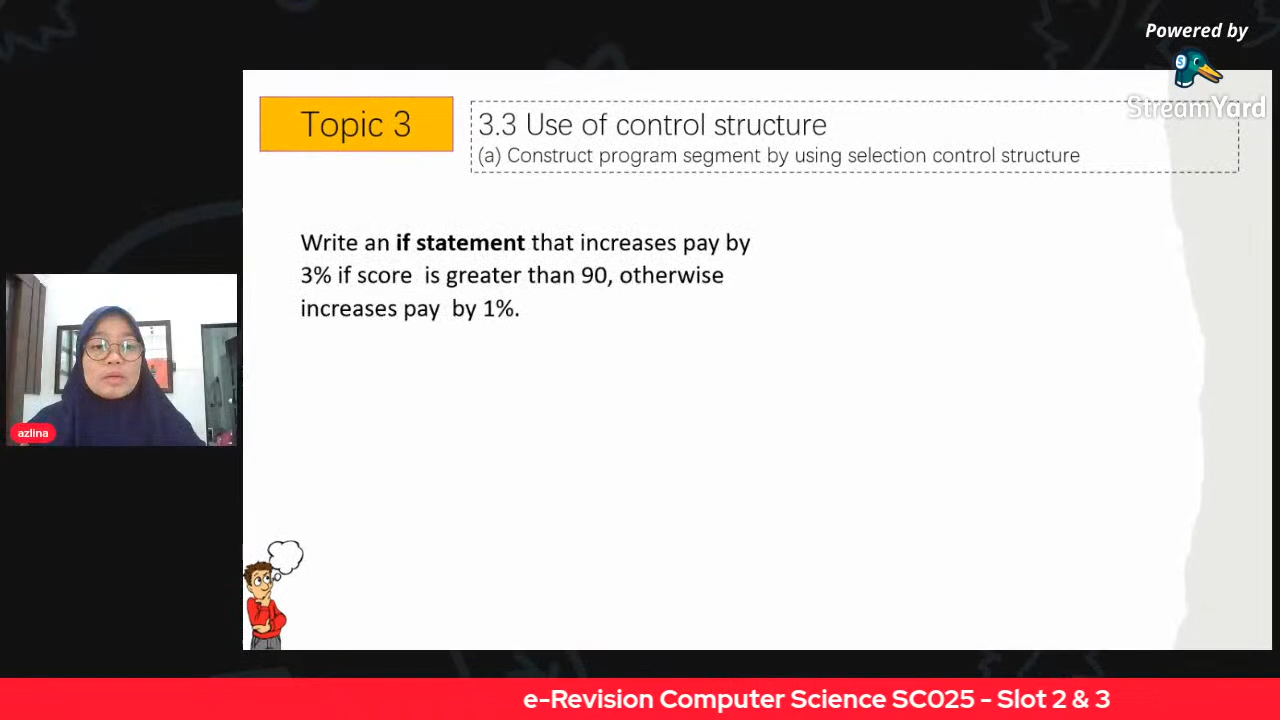 Powered by
StreamYard
Topic 3
3.3 Use of control structure
(a) Construct program segment by using selection control structure
Write an if statement that increases pay by
3% if score is greater than 90, otherwise
increases pay by 1%.
azlina
e-Revision Computer Science SC025 - Slot 2 & 3